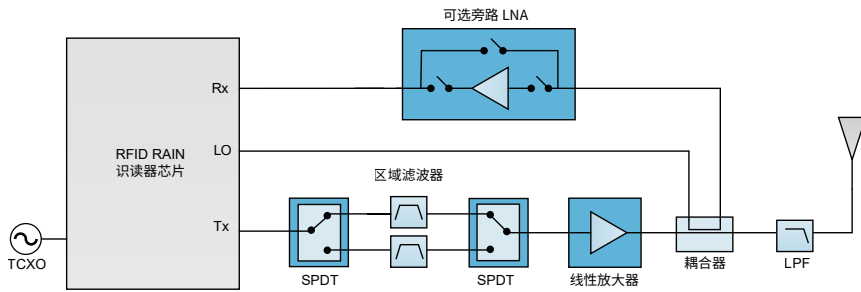 可选旁路 LNA
Rx
RFID RAIN
识读器芯片
LO
区域滤波器
Tx
TCXO
SPDT
SPDT
线性放大器
耦合器
LPF